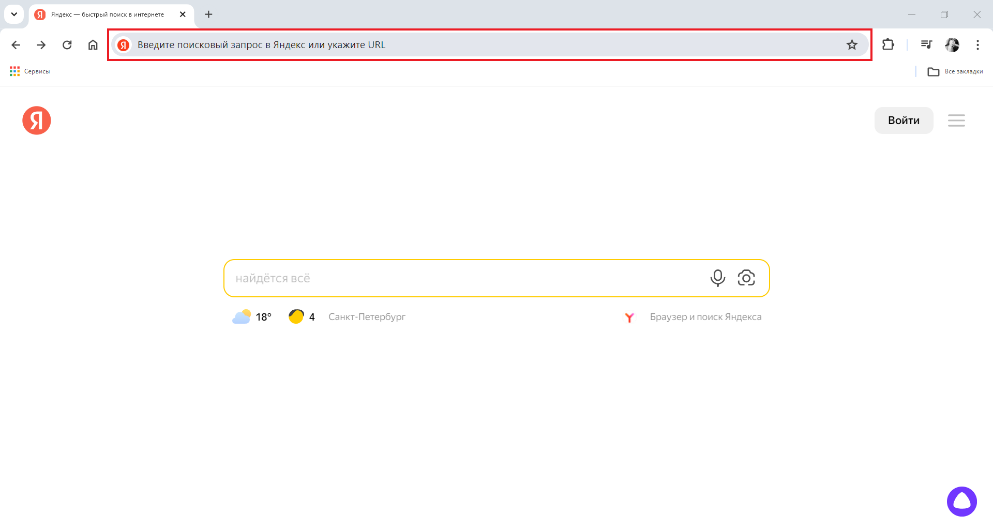 Яндекс — быстрый поиск в интернете
Введите поисковый запрос в Яндекс или укажите URL
Сервисы
Все закладки
Я
Войти
найдётся всё
18° 4 Санкт-Петербург Браузер и поиск Яндекса